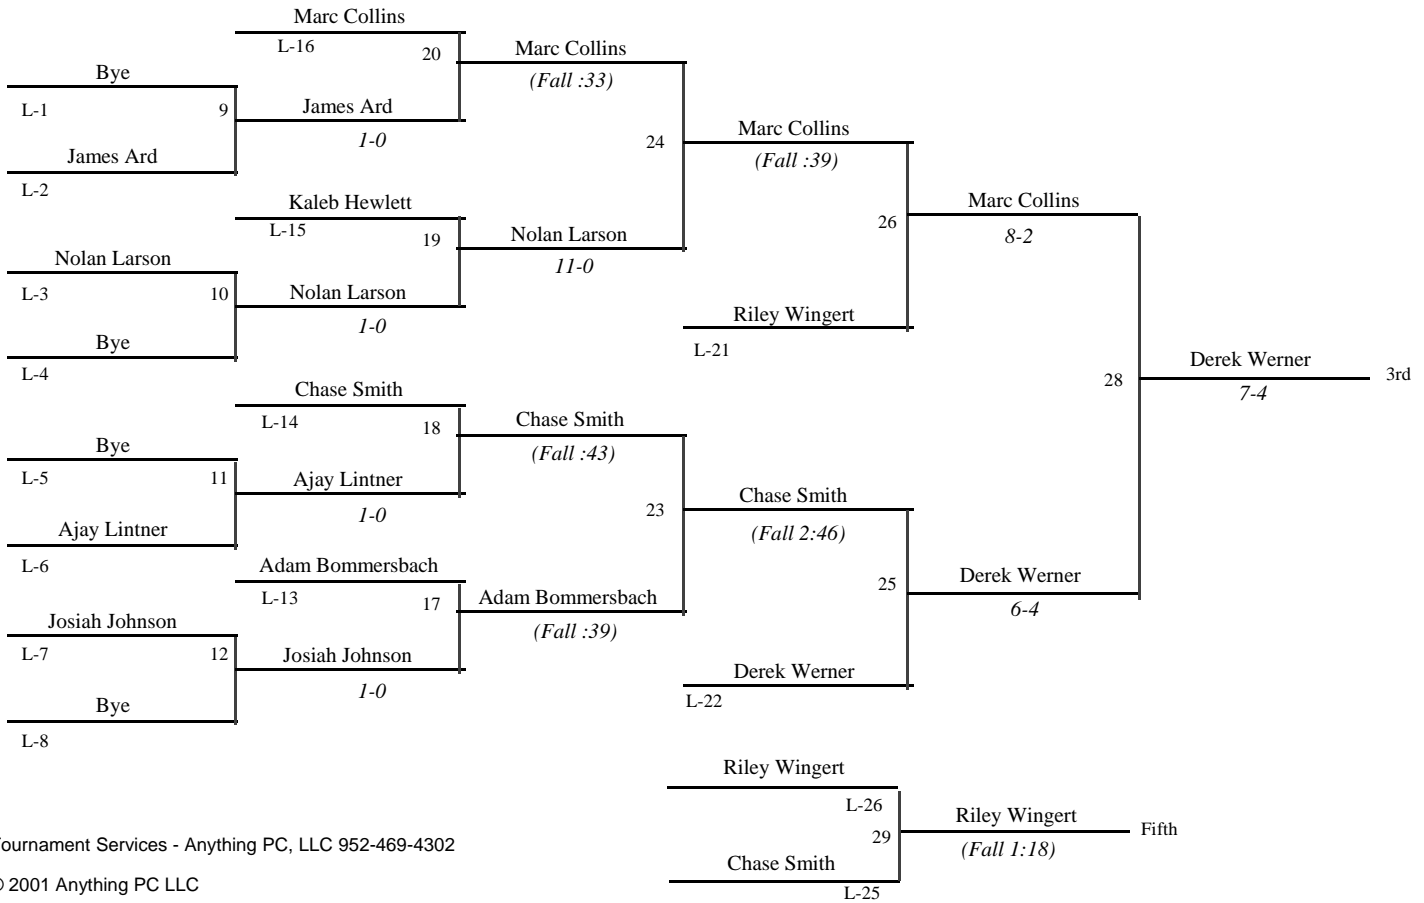 Marc Collins
L-16
20
Marc Collins
(Fall :33)
Bye
L-1
9
James Ard
1-0
James Ard
L-2
24
Marc Collins
(Fall :39)
Kaleb Hewlett
L-15
19
Nolan Larson
11-0
26
Marc Collins
8-2
Nolan Larson
L-3
10
Nolan Larson
1-0
Bye
L-4
Riley Wingert
L-21
28
Derek Werner
7-4
3rd
Chase Smith
L-14
18
Chase Smith
(Fall :43)
Bye
L-5
11
Ajay Lintner
1-0
Ajay Lintner
L-6
23
Chase Smith
(Fall 2:46)
Adam Bommersbach
L-13
17
Adam Bommersbach
(Fall :39)
25
Derek Werner
6-4
Josiah Johnson
L-7
12
Josiah Johnson
1-0
Bye
L-8
Derek Werner
L-22
Riley Wingert
L-26
29
Riley Wingert
(Fall 1:18)
Fifth
Chase Smith
L-25
ournament Services - Anything PC, LLC 952-469-4302
© 2001 Anything PC LLC